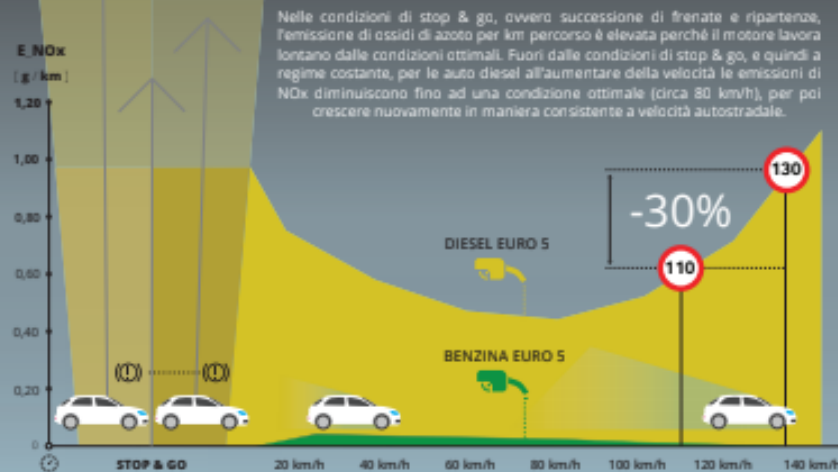 Nelle condizioni di stop & go, ovvero successione di frenate e ripartenze,
l'emissione di ossidi di azoto per km percorso è elevata perché il motore lavora
lontano dalle condizioni ottimali. Fuori dalle condizioni di stop & go, e quindi a
regime costante, per le auto diesel all'aumentare della velocità le emissioni di
NOx diminuiscono fino ad una condizione ottimale (circa 80 km/h), per poi
crescere nuovamente in maniera consistente a velocità autostradale.
E_NOx
[ g / km ]
1,20
1,00
0,80
0,60
0,40
0,20
0
130
-30%
110
DIESEL EURO 5
BENZINA EURO 5
STOP & GO
20 km/h
40 km/h
60 km/h
80 km/h
100 km/h
120 km/h
140 km/h